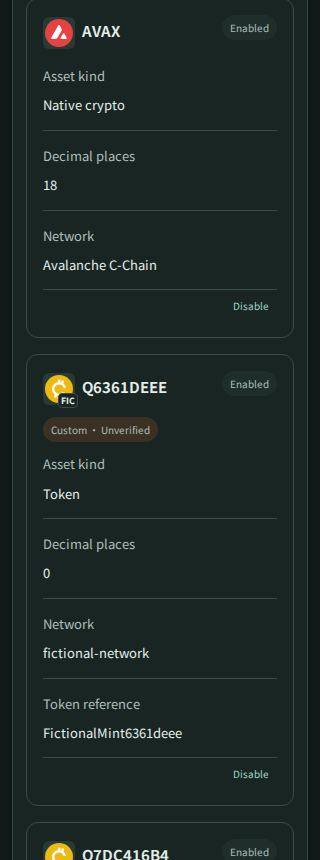 AVAX
Enabled
Asset kind
Native crypto
Decimal places
18
Network
Avalanche C-Chain
Disable
Q6361DEEE
Enabled
FIC
Custom • Unverified
Asset kind
Token
Decimal places
0
Network
fictional-network
Token reference
FictionalMint6361deee
Disable
Q7DC416B4
Enabled